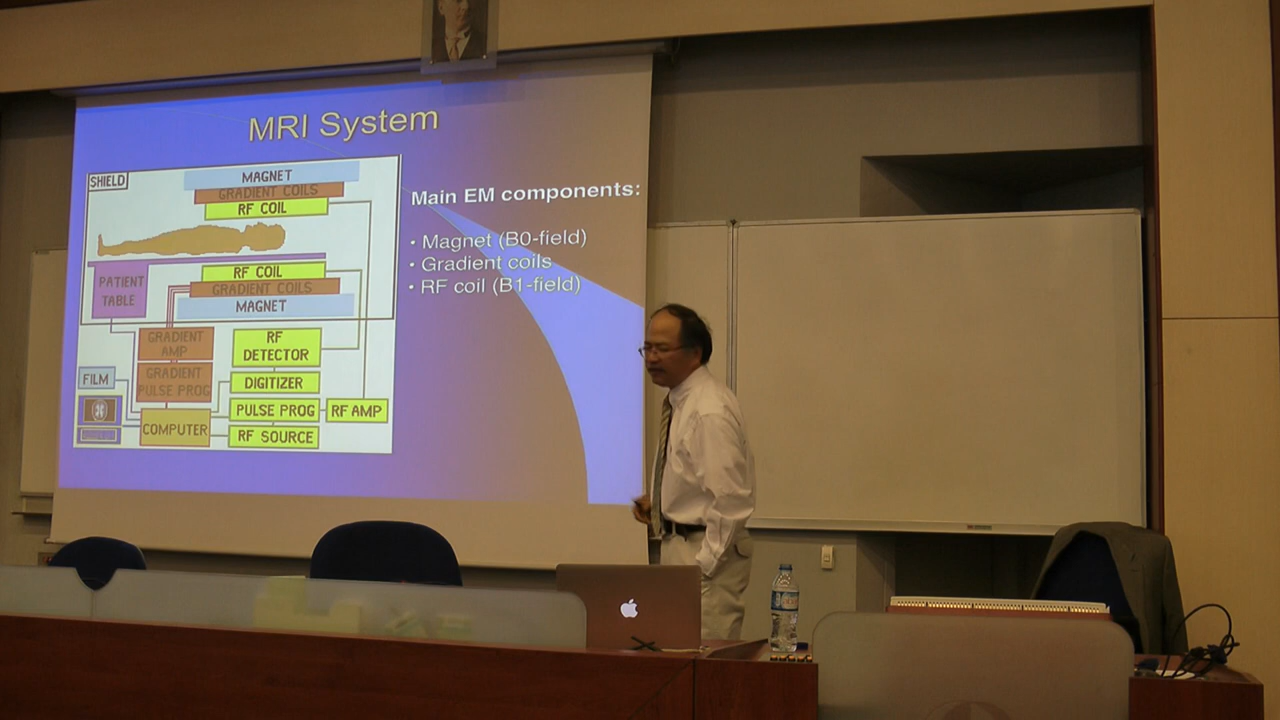 MRI System
SHIELD
MAGNET
GRADIENT COILS
RF COIL
RF COIL
GRADIENT COILS
MAGNET
PATIENT
TABLE
GRADIENT
AMP
RF
DETECTOR
GRADIENT
PULSE PROG
FILM
DIGITIZER
PULSE PROG
RF AMP
COMPUTER
RF SOURCE
Main EM components:
• Magnet (B0-field)
• Gradient coils
• RF coil (B1-field)